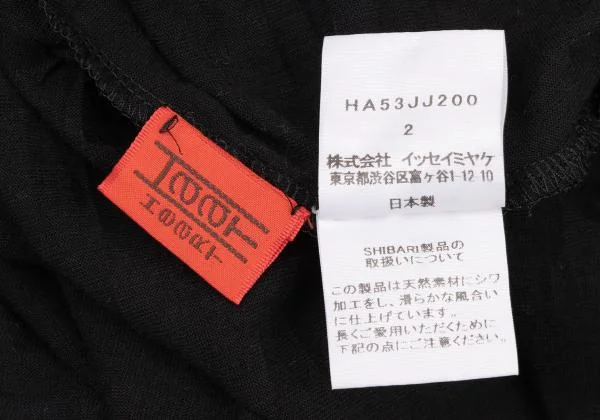 HaaT
HaaT
HA53JJ200
2
株式会社 イッセイミヤケ
東京都渋谷区富ヶ谷1-12-10
日本製
SHIBARI製品の
取扱いについて
この製品は天然素材にシワ
加工をし、滑らかな風合い
に仕上げています。
長くご愛用いただくために
下記の点にご注意ください。